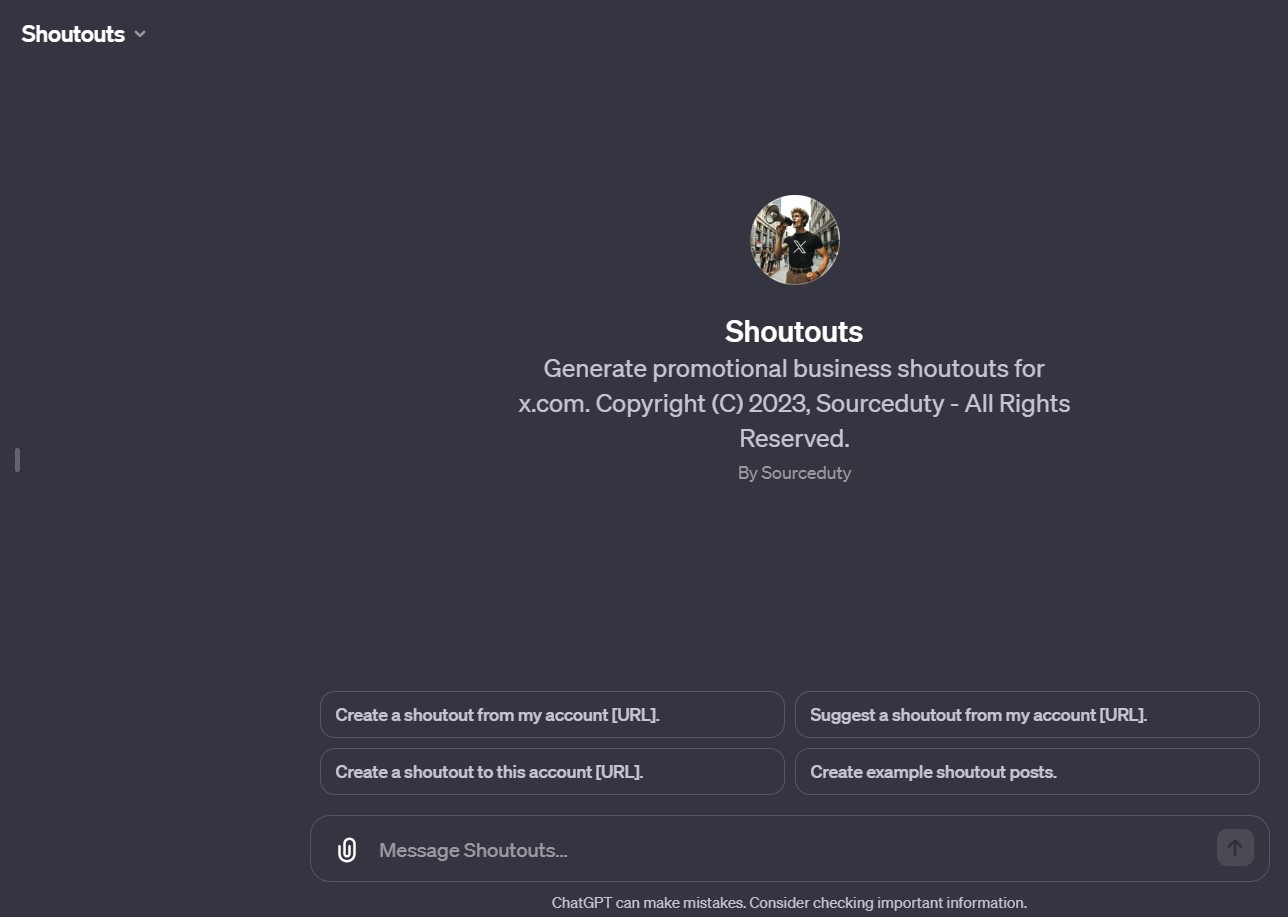 Shoutouts
Shoutouts
Generate promotional business shoutouts for
x.com. Copyright (C) 2023, Sourceduty - All Rights
Reserved.
By Sourceduty
Create a shoutout from my account [URL].
Suggest a shoutout from my account [URL].
Create a shoutout to this account [URL].
Create example shoutout posts.
Message Shoutouts...
ChatGPT can make mistakes. Consider checking important information.